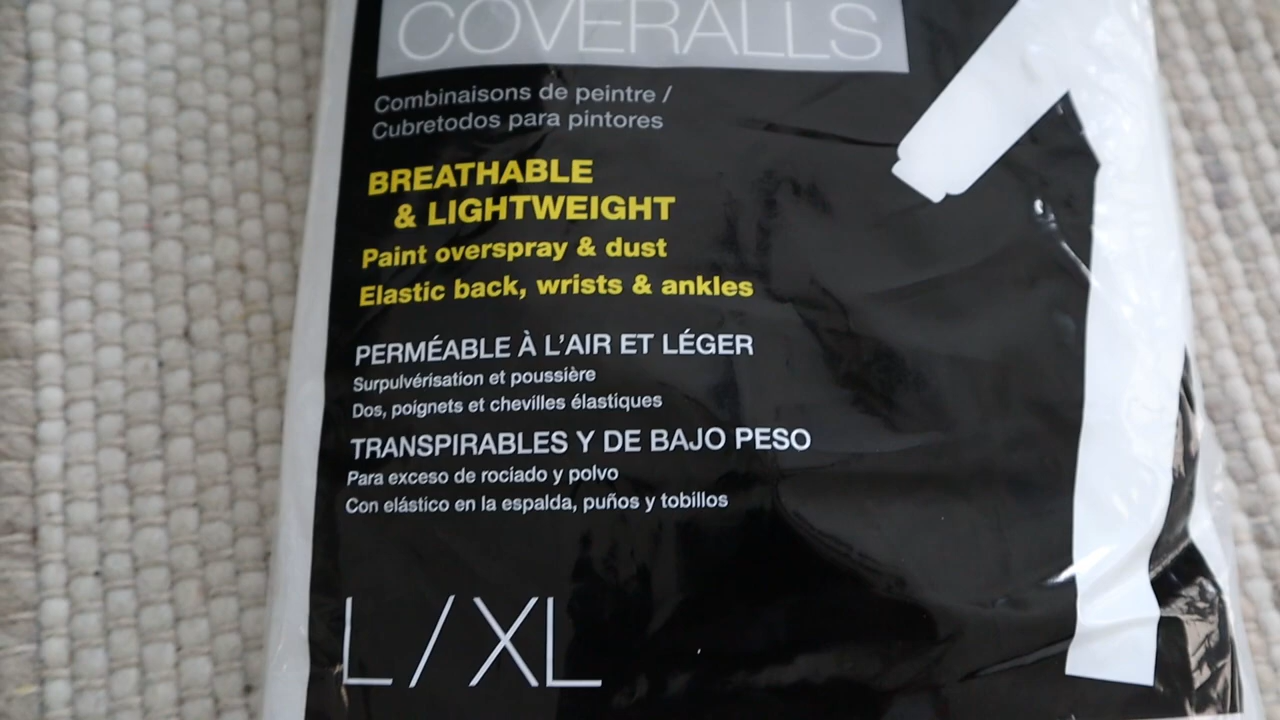 COVERALLS
Combinaisons de peintre /
Cubretodos para pintores
BREATHABLE
& LIGHTWEIGHT
Paint overspray & dust
Elastic back, wrists & ankles
PERMÉABLE À L'AIR ET LÉGER
Surpulvérisation et poussière
Dos, poignets et chevilles élastiques
TRANSPIRABLES Y DE BAJO PESO
Para exceso de rociado y polvo
Con elástico en la espalda, puños y tobillos
L / XL